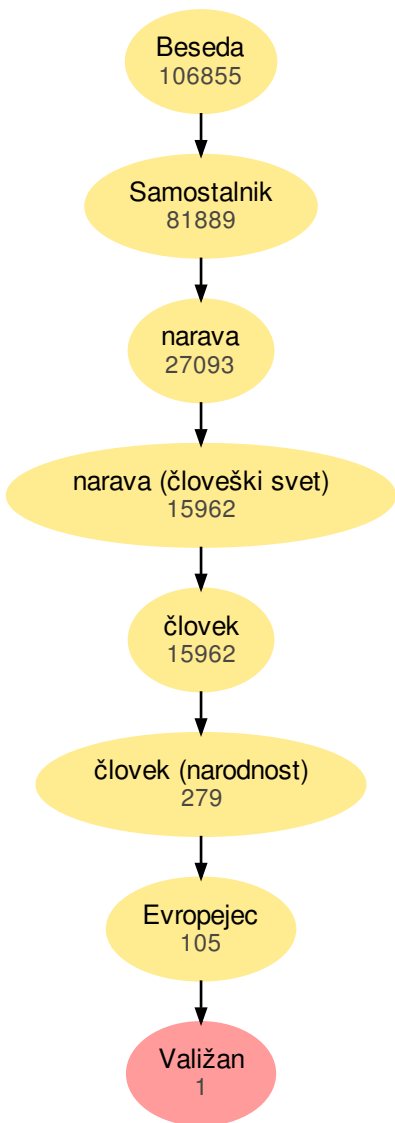 Beseda
106855
Samostalnik
81889
narava
27093
narava (človeški svet)
15962
človek
15962
človek (narodnost)
279
Evropejec
105
Valižan
1